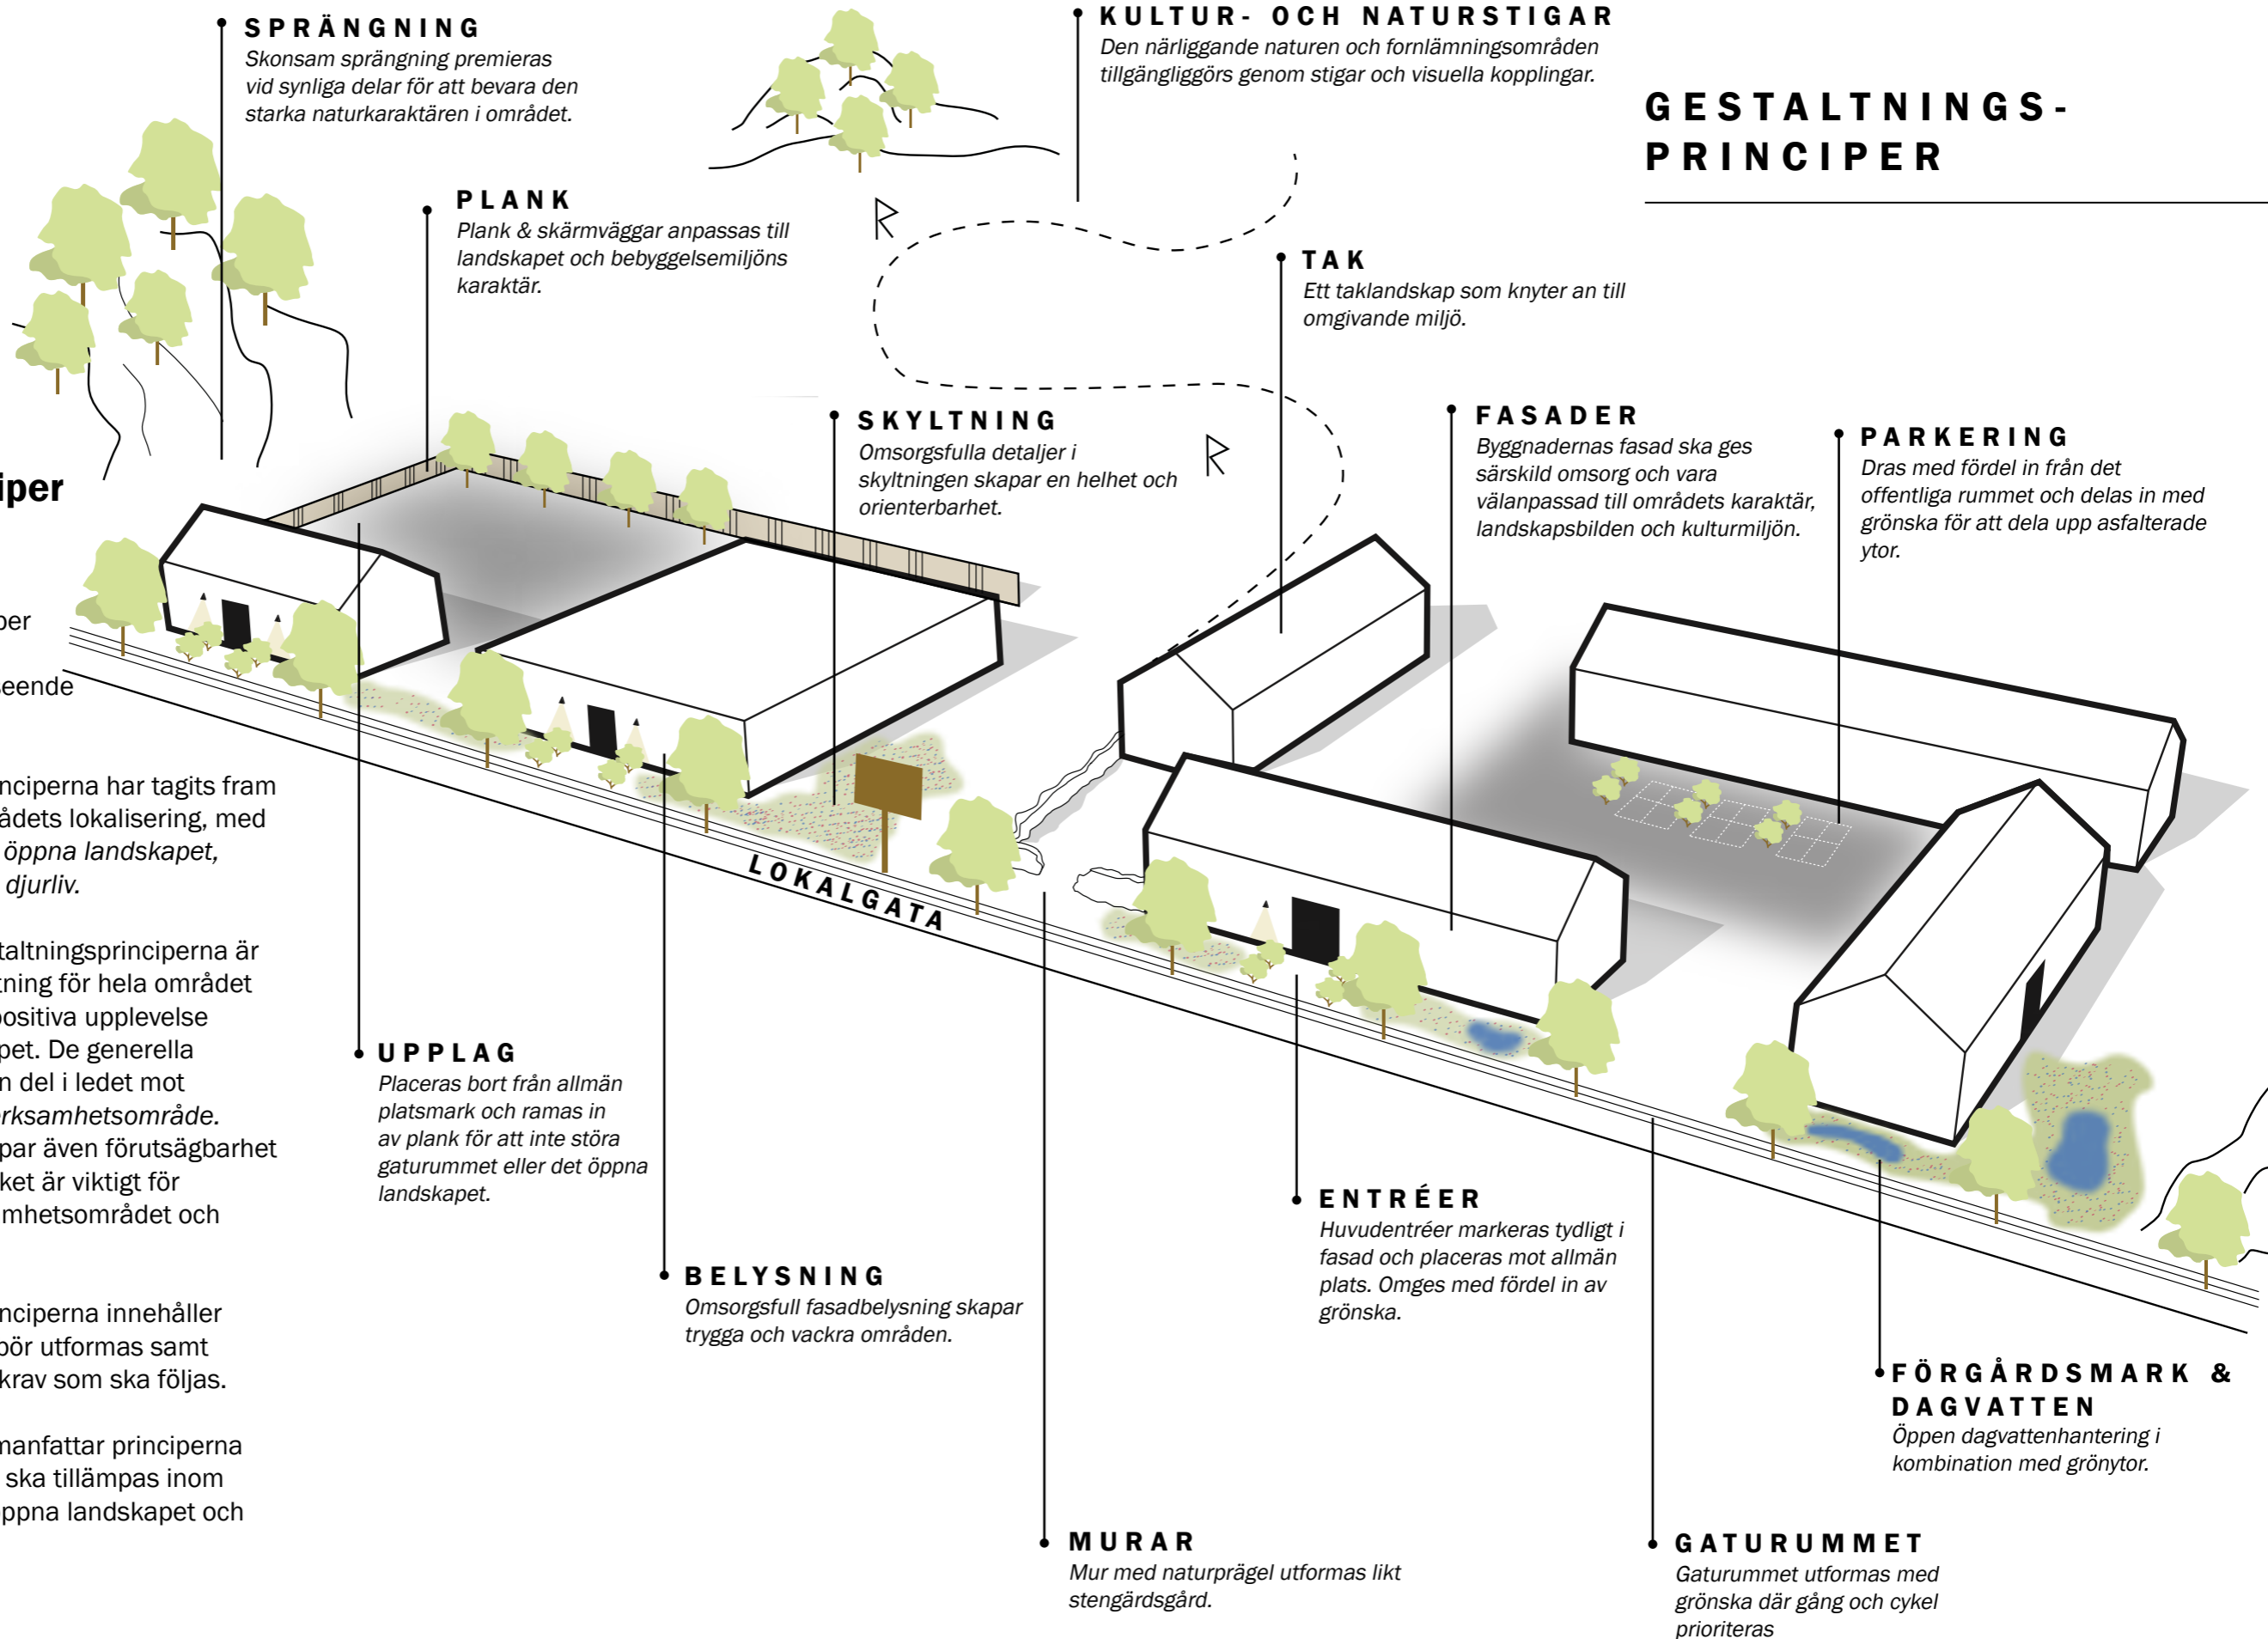 SPRÄNGNING
Skonsam sprängning premieras
vid synliga delar för att bevara den
starka naturkaraktären i området.
KULTUR- OCH NATURSTIGAR
Den närliggande naturen och fornlämningsområden
tillgängliggörs genom stigar och visuella kopplingar.
GESTALTNINGS-
PRINCIPER
PLANK
Plank & skärmväggar anpassas till
landskapet och bebyggelsemiljöns
karaktär.
TAK
Ett taklandskap som knyter an till
omgivande miljö.
SKYLTNING
Omsorgsfulla detaljer i
skyltningen skapar en helhet och
orienterbarhet.
FASADER
Byggnadernas fasad ska ges
särskild omsorg och vara
välanpassad till områdets karaktär,
landskapsbilden och kulturmiljön.
PARKERING
Dras med fördel in från det
offentliga rummet och delas in med
grönska för att dela upp asfalterade
ytor.
iper
per
seende
nciperna har tagits fram
rådets lokalisering, med
öppna landskapet,
djurliv.
staltningsprinciperna är
tning för hela området
positiva upplevelse
pet. De generella
n del i ledet mot
erksamhetsområde.
par även förutsägbarhet
ket är viktigt för
amhetsområdet och
nciperna innehåller
bör utformas samt
krav som ska följas.
manfattar principerna
ska tillämpas inom
öppna landskapet och
LOKALGATA
UPPLAG
Placeras bort från allmän
platsmark och ramas in
av plank för att inte störa
gaturummet eller det öppna
landskapet.
BELYSNING
Omsorgsfull fasadbelysning skapar
trygga och vackra områden.
ENTRÉER
Huvudentréer markeras tydligt i
fasad och placeras mot allmän
plats. Omges med fördel in av
grönska.
FÖRGÅRDSMARK &
DAGVATTEN
Öppen dagvattenhantering i
kombination med grönytor.
MURAR
Mur med naturprägel utformas likt
stengärdsgård.
GATURUMMET
Gaturummet utformas med
grönska där gång och cykel
prioriteras